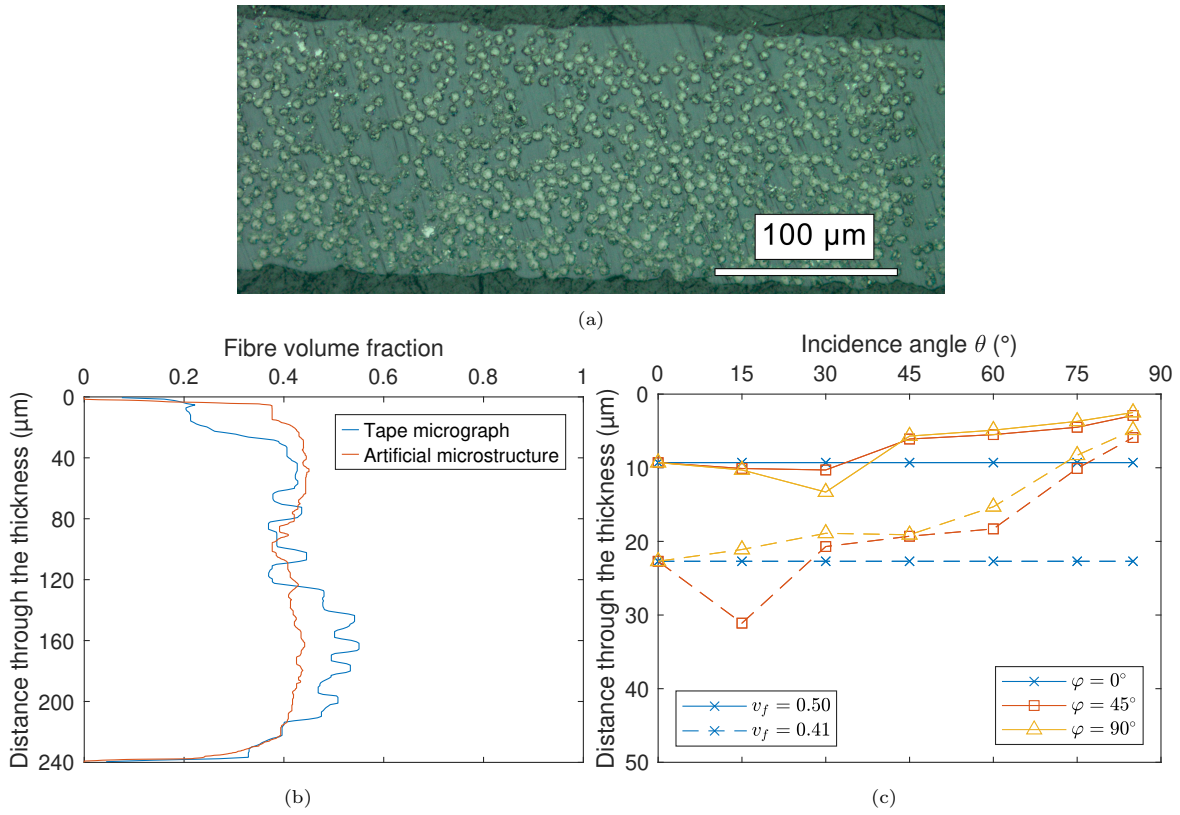 100 µm
(a)
Fibre volume fraction
0 0.2 0.4 0.6 0.8 1
Distance through the thickness (µm)
0
40
80
120
160
200
240
Tape micrograph
Artificial microstructure
(b)
Incidence angle θ (°)
0 15 30 45 60 75 90
Distance through the thickness (µm)
0
10
20
30
40
50
v_f = 0.50
v_f = 0.41
φ = 0°
φ = 45°
φ = 90°
(c)